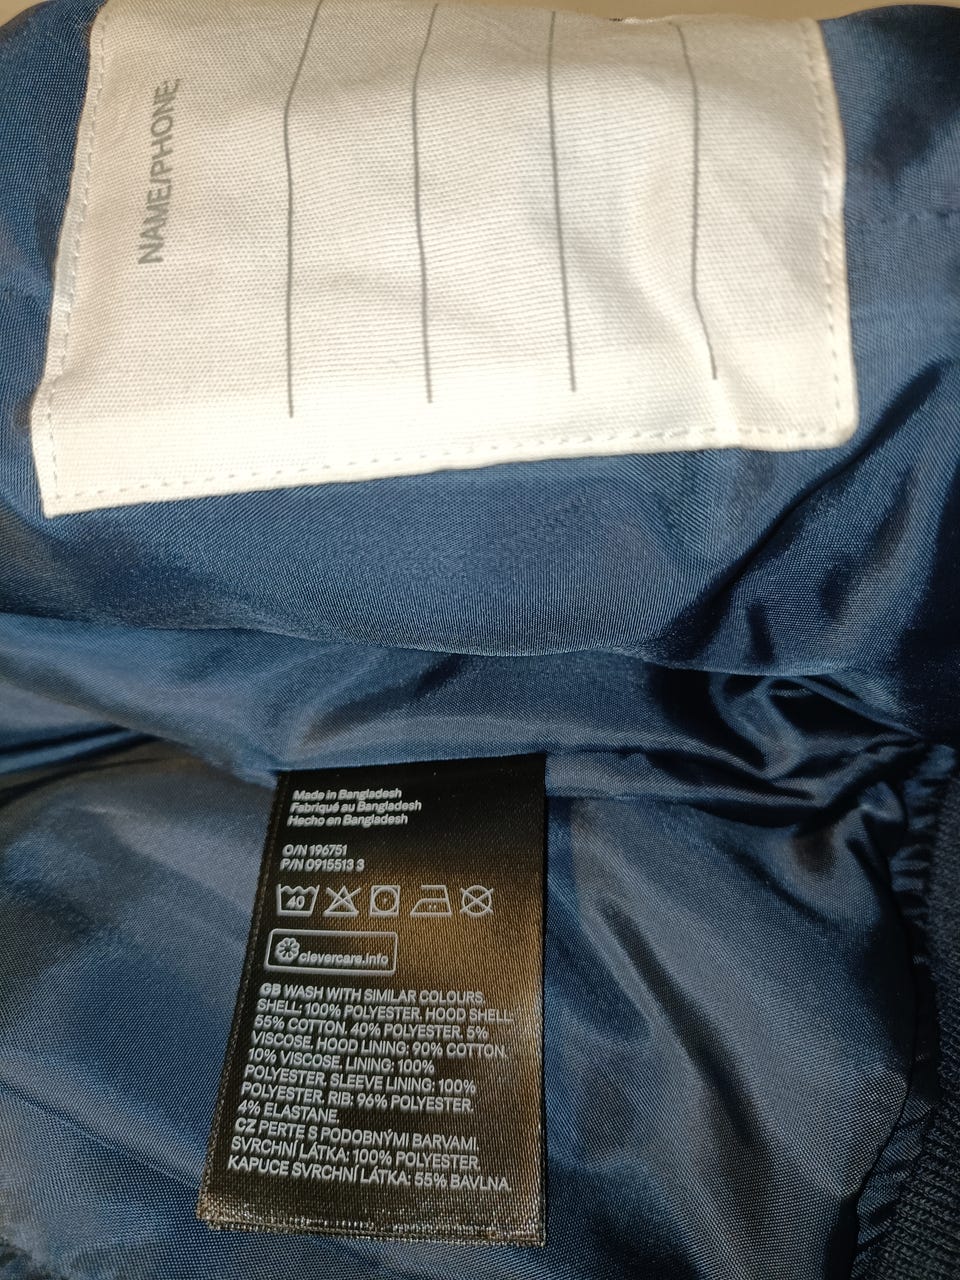 NAME/PHONE
Made in Bangladesh
Fabriqué au Bangladesh
Hecho en Bangladesh
O/N 196751
P/N 0915513 3
40
clevercare.info
GB WASH WITH SIMILAR COLOURS.
SHELL: 100% POLYESTER. HOOD SHELL:
55% COTTON. 40% POLYESTER. 5%
VISCOSE. HOOD LINING: 90% COTTON.
10% VISCOSE. LINING: 100%
POLYESTER. SLEEVE LINING: 100%
POLYESTER. RIB: 96% POLYESTER.
4% ELASTANE.
CZ PERTE S PODOBNÝMI BARVAMI.
SVRCHNÍ LÁTKA: 100% POLYESTER.
KAPUCE SVRCHNÍ LÁTKA: 55% BAVLNA.